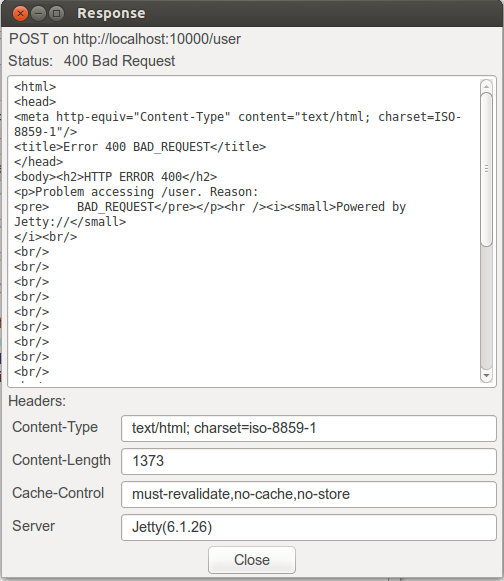 Response
POST on http://localhost:10000/user
Status: 400 Bad Request
<html>
<head>
<meta http-equiv="Content-Type" content="text/html; charset=ISO-
8859-1"/>
<title>Error 400 BAD_REQUEST</title>
</head>
<body><h2>HTTP ERROR 400</h2>
<p>Problem accessing /user. Reason:
<pre>    BAD_REQUEST</pre></p><hr /><i><small>Powered by
Jetty://</small>
</i><br/>
<br/>
<br/>
<br/>
<br/>
<br/>
<br/>
<br/>
<br/>
<br/>
Headers:
Content-Type text/html; charset=iso-8859-1
Content-Length 1373
Cache-Control must-revalidate,no-cache,no-store
Server Jetty(6.1.26)
Close